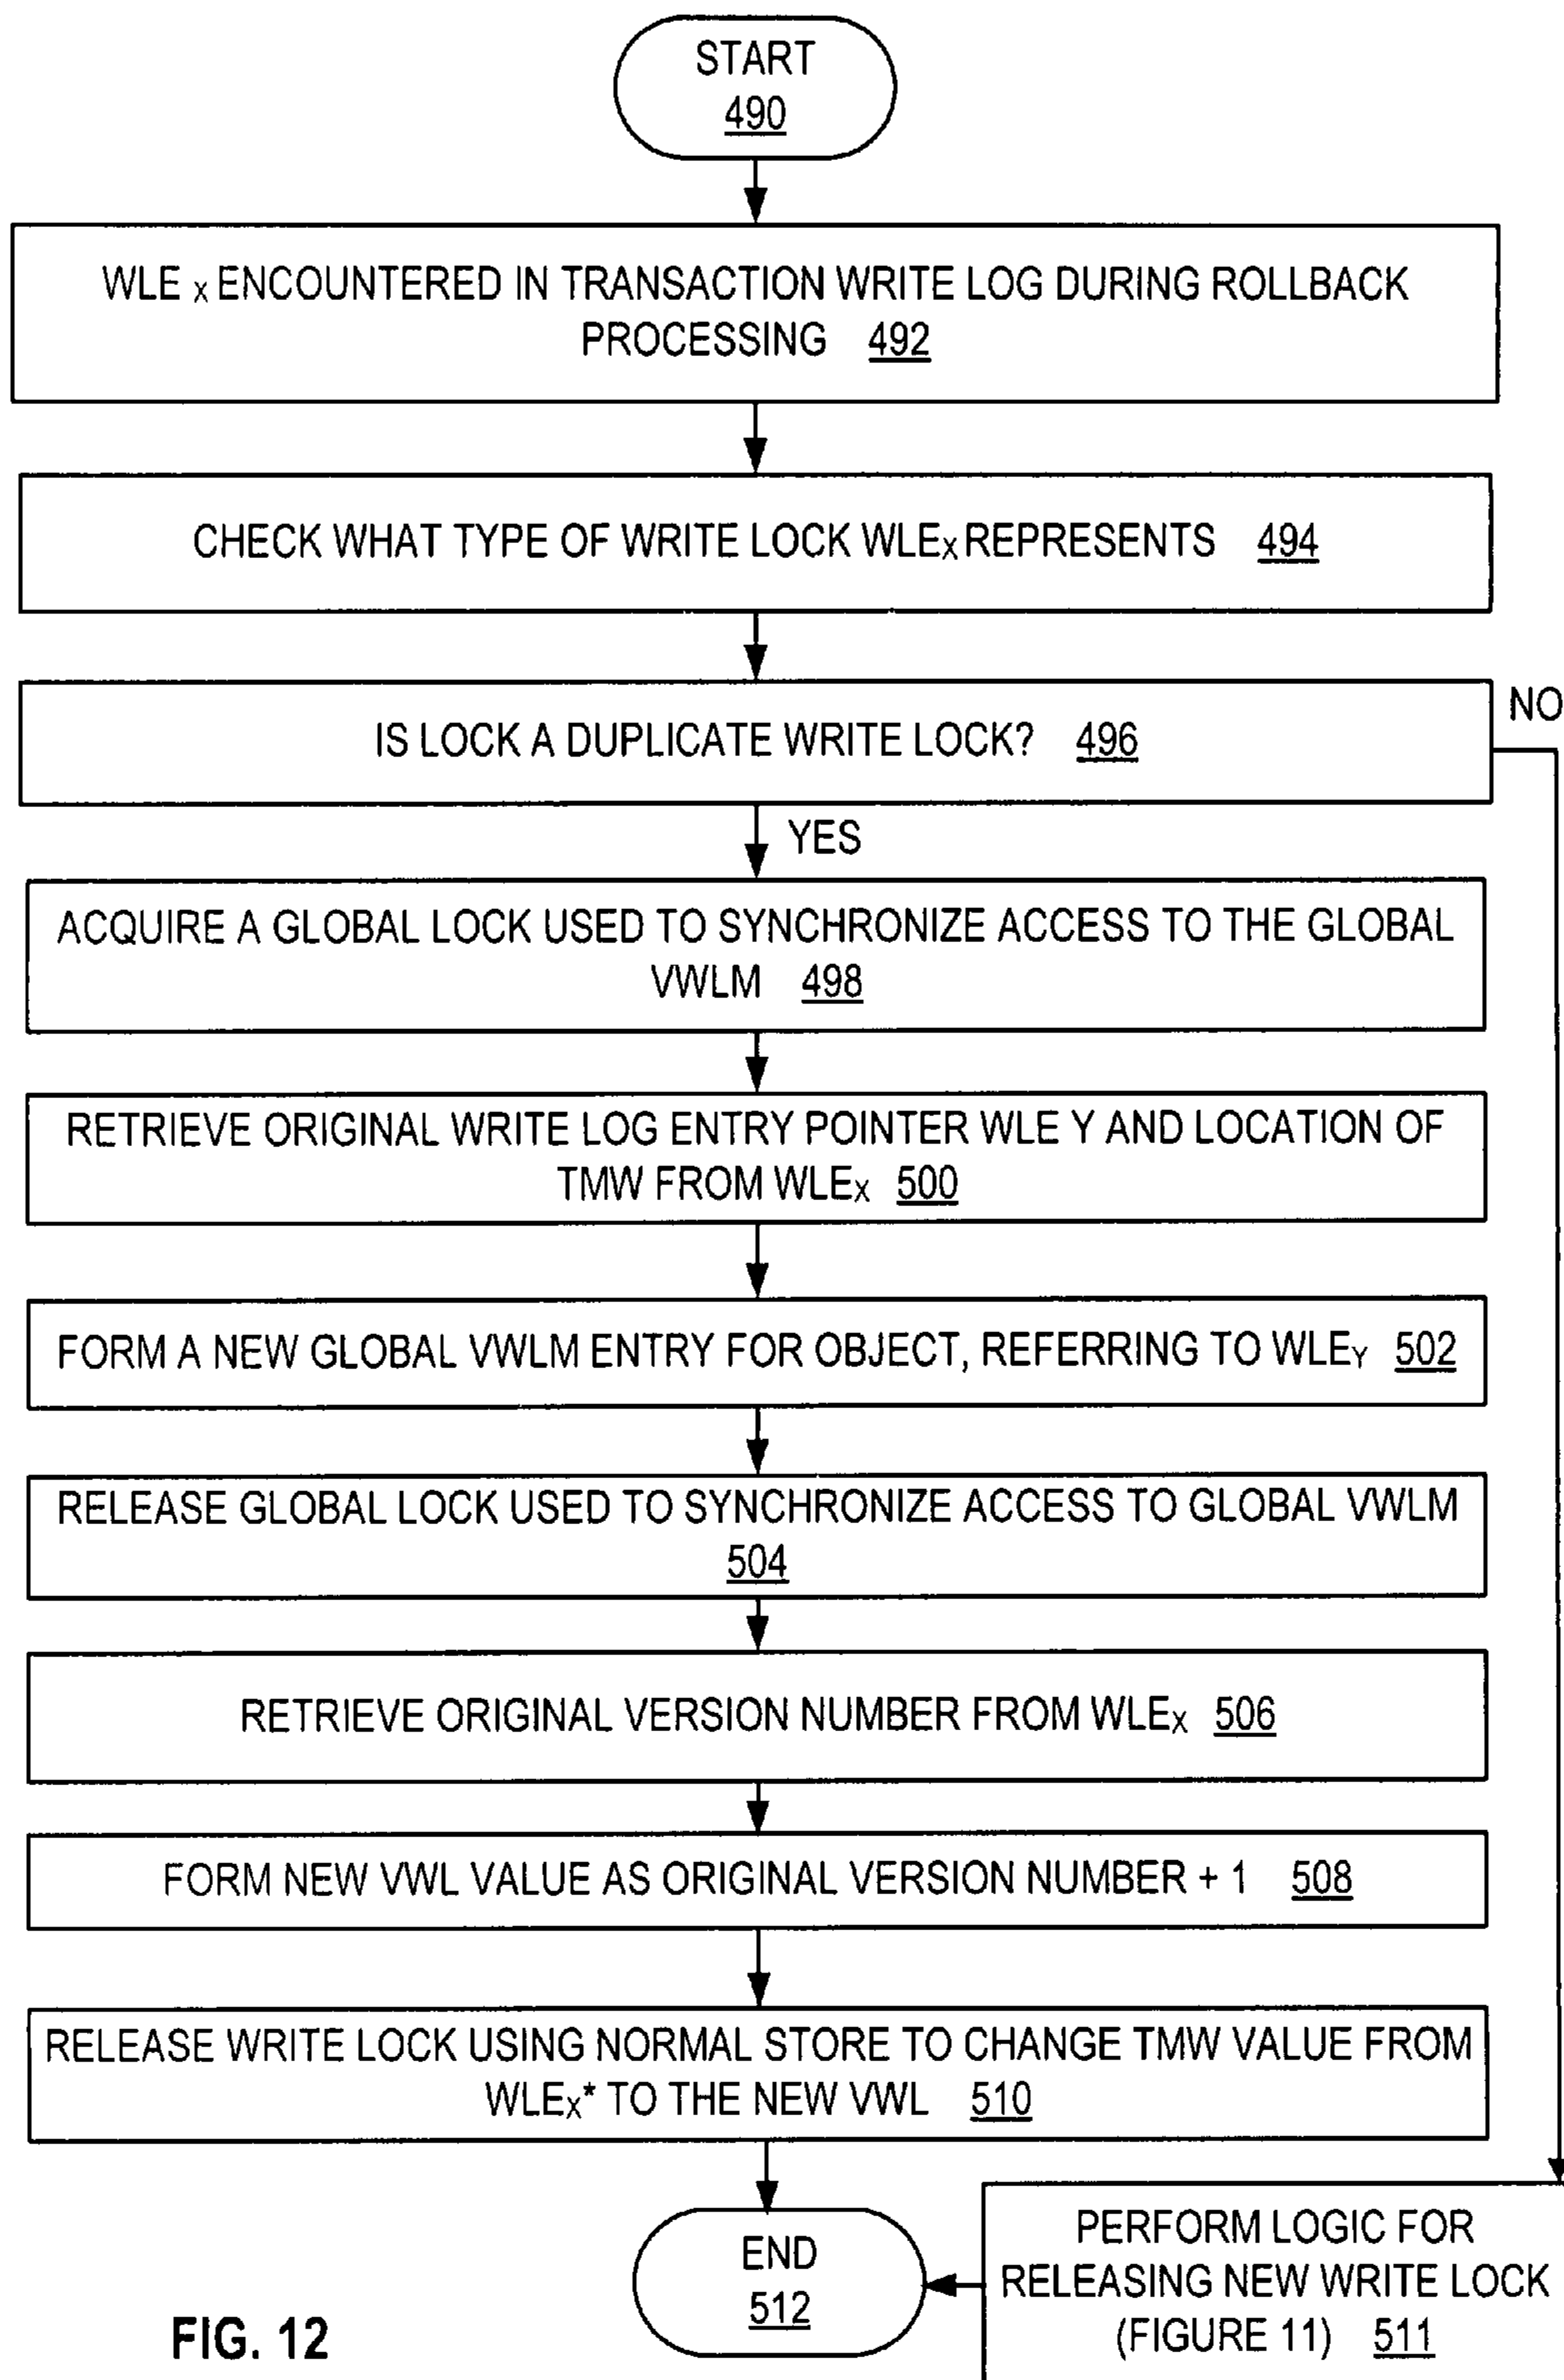 START
490
WLE X ENCOUNTERED IN TRANSACTION WRITE LOG DURING ROLLBACK
PROCESSING 492
CHECK WHAT TYPE OF WRITE LOCK WLEX REPRESENTS 494
IS LOCK A DUPLICATE WRITE LOCK? 496
NO
YES
ACQUIRE A GLOBAL LOCK USED TO SYNCHRONIZE ACCESS TO THE GLOBAL
VWLM 498
RETRIEVE ORIGINAL WRITE LOG ENTRY POINTER WLE Y AND LOCATION OF
TMW FROM WLEX 500
FORM A NEW GLOBAL VWLM ENTRY FOR OBJECT, REFERRING TO WLEY 502
RELEASE GLOBAL LOCK USED TO SYNCHRONIZE ACCESS TO GLOBAL VWLM
504
RETRIEVE ORIGINAL VERSION NUMBER FROM WLEX 506
FORM NEW VWL VALUE AS ORIGINAL VERSION NUMBER + 1 508
RELEASE WRITE LOCK USING NORMAL STORE TO CHANGE TMW VALUE FROM
WLEX* TO THE NEW VWL 510
END
512
PERFORM LOGIC FOR
RELEASING NEW WRITE LOCK
(FIGURE 11) 511
FIG. 12